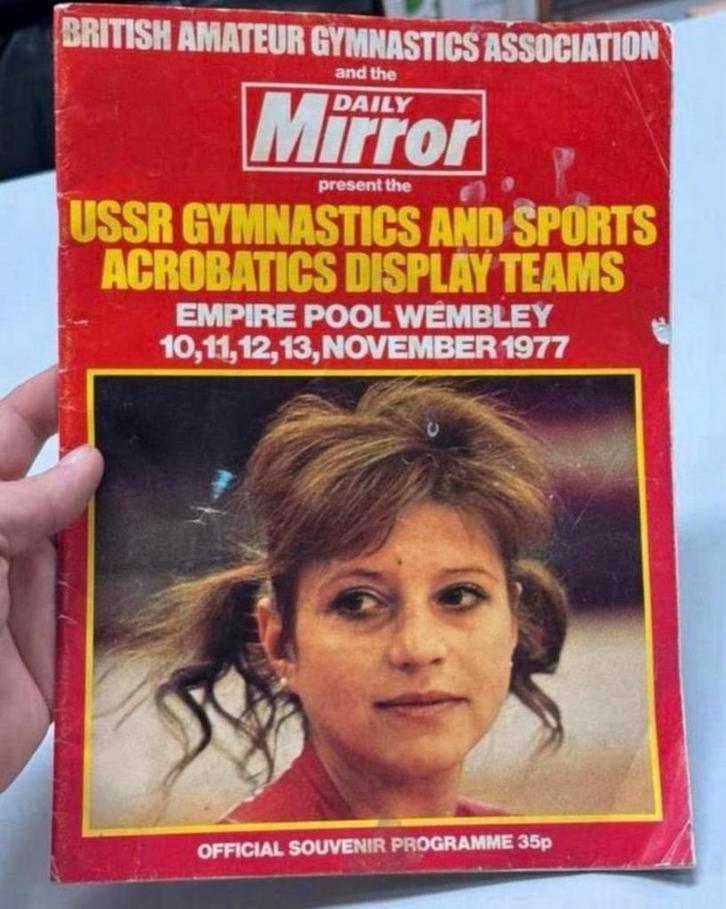 BRITISH AMATEUR GYMNASTICS ASSOCIATION
and the
DAILY
Mirror
present the
USSR GYMNASTICS AND SPORTS
ACROBATICS DISPLAY TEAMS
EMPIRE POOL WEMBLEY
10,11,12,13,NOVEMBER 1977
OFFICIAL SOUVENIR PROGRAMME 35p